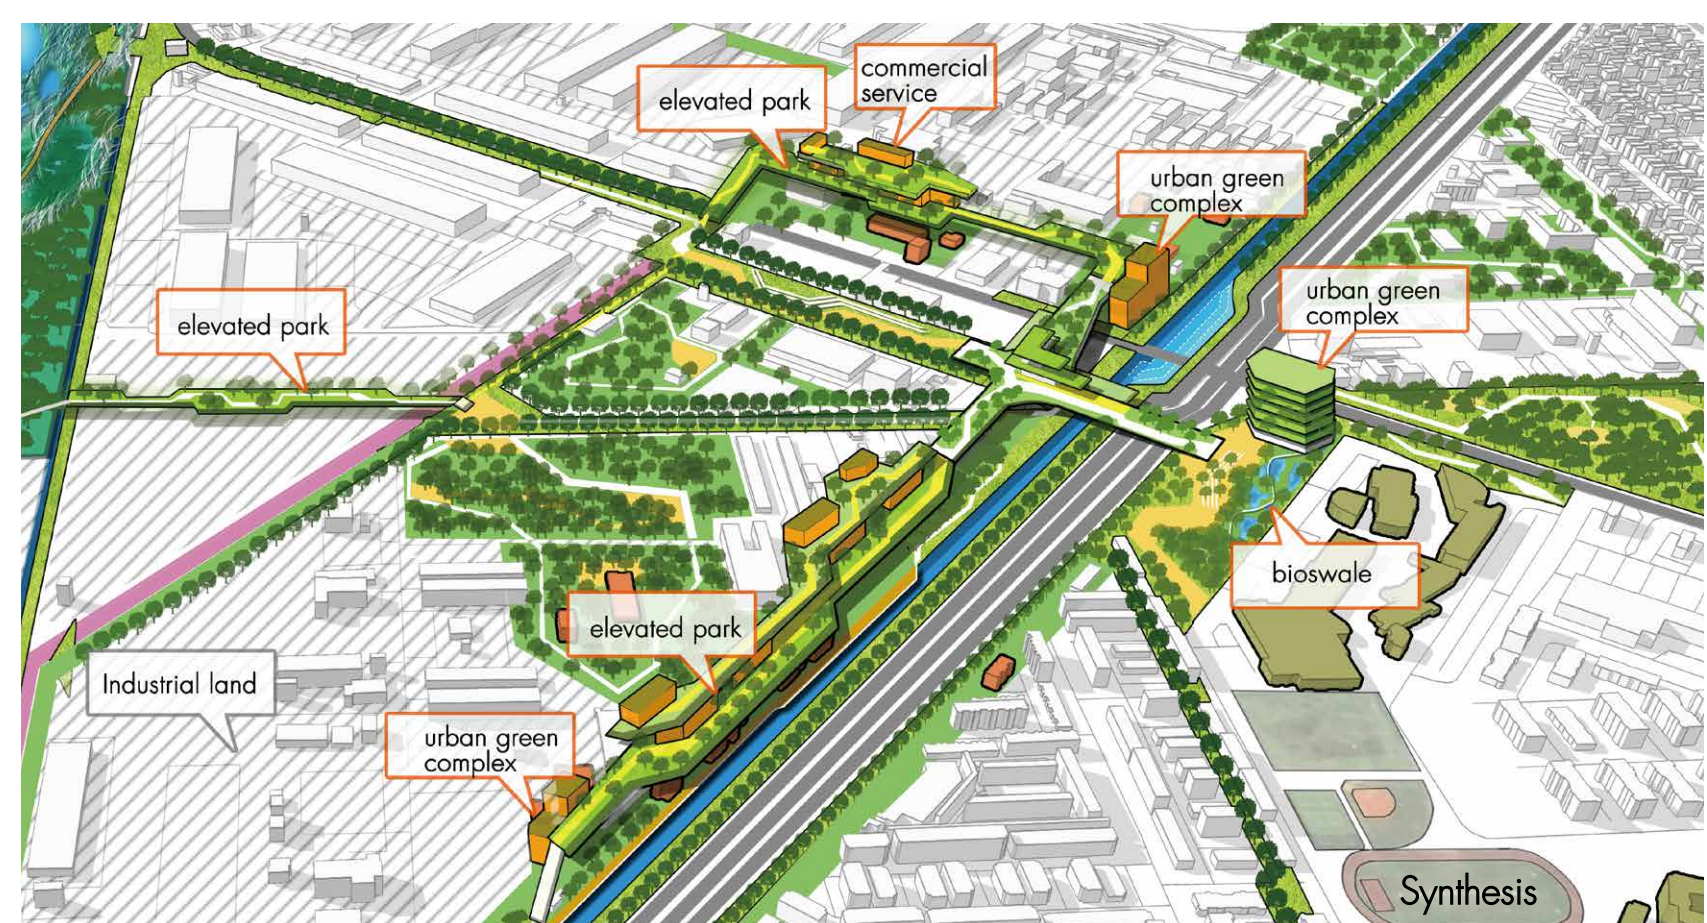 commercial
service
elevated park
urban green
complex
urban green
complex
elevated park
bioswale
elevated park
Industrial land
urban green
complex
Synthesis